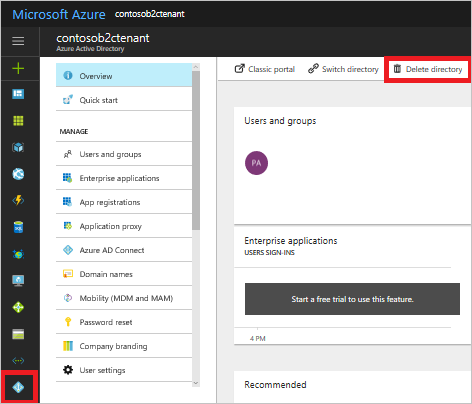 Microsoft Azure contosob2ctenant
contosob2ctenant
Azure Active Directory
Overview
Quick start
MANAGE
Users and groups
Enterprise applications
App registrations
Application proxy
Azure AD Connect
Domain names
Mobility (MDM and MAM)
Password reset
Company branding
User settings
Classic portal Switch directory Delete directory
Users and groups
PA
Enterprise applications
USERS SIGN-INS
Start a free trial to use this feature.
4 PM
Recommended
SQL